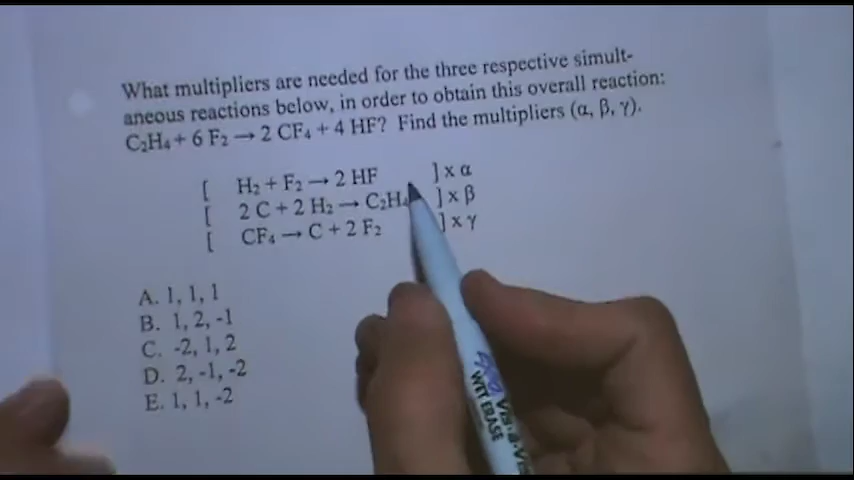 What multipliers are needed for the three respective simult-
aneous reactions below, in order to obtain this overall reaction:
C₂H₄ + 6 F₂ → 2 CF₄ + 4 HF? Find the multipliers (α, β, γ).
[ H₂ + F₂ → 2 HF ] x α
[ 2 C + 2 H₂ → C₂H₄ ] x β
[ CF₄ → C + 2 F₂ ] x γ
A. 1, 1, 1
B. 1, 2, -1
C. -2, 1, 2
D. 2, -1, -2
E. 1, 1, -2
VIS-à-VIS
WET ERASE